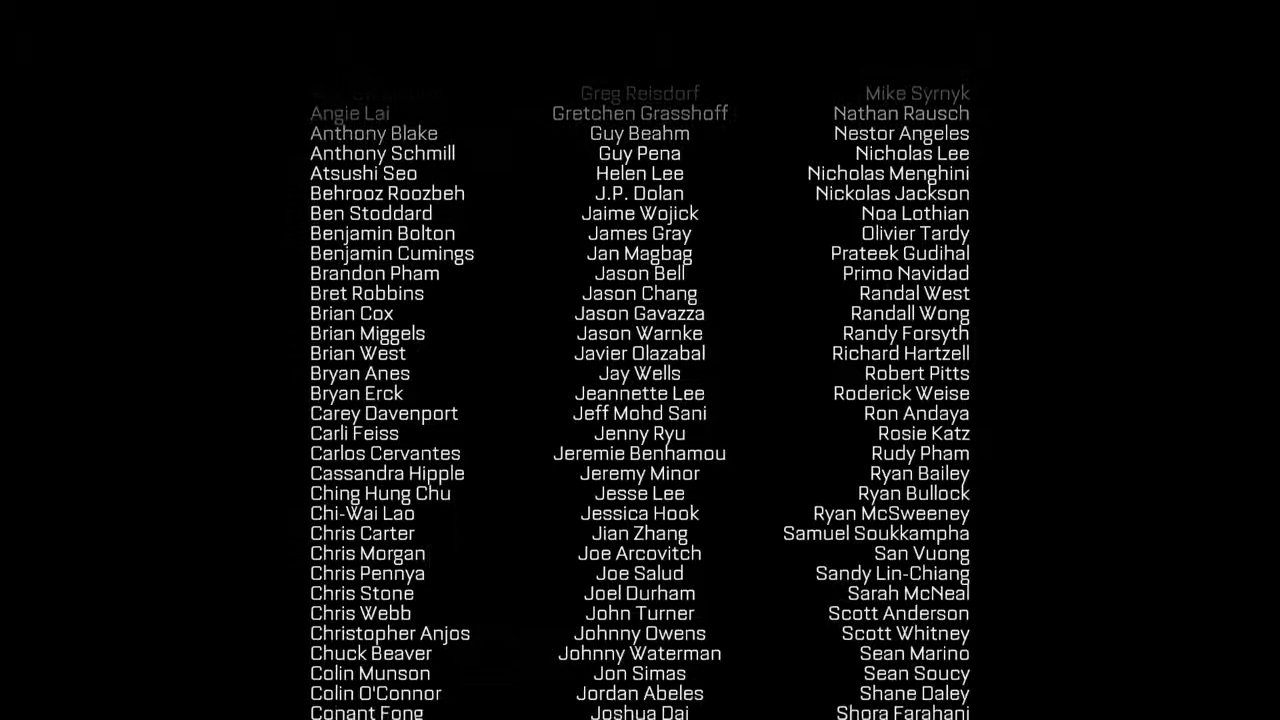 Greg Reisdorf Mike Syrnyk
Angie Lai Gretchen Grasshoff Nathan Rausch
Anthony Blake Guy Beahm Nestor Angeles
Anthony Schmill Guy Pena Nicholas Lee
Atsushi Seo Helen Lee Nicholas Menghini
Behrooz Roozbeh J.P. Dolan Nickolas Jackson
Ben Stoddard Jaime Wojick Noa Lothian
Benjamin Bolton James Gray Olivier Tardy
Benjamin Cumings Jan Magbag Prateek Gudihal
Brandon Pham Jason Bell Primo Navidad
Bret Robbins Jason Chang Randal West
Brian Cox Jason Gavazza Randall Wong
Brian Miggels Jason Warnke Randy Forsyth
Brian West Javier Olazabal Richard Hartzell
Bryan Anes Jay Wells Robert Pitts
Bryan Erck Jeannette Lee Roderick Weise
Carey Davenport Jeff Mohd Sani Ron Andaya
Carli Feiss Jenny Ryu Rosie Katz
Carlos Cervantes Jeremie Benhamou Rudy Pham
Cassandra Hipple Jeremy Minor Ryan Bailey
Ching Hung Chu Jesse Lee Ryan Bullock
Chi-Wai Lao Jessica Hook Ryan McSweeney
Chris Carter Jian Zhang Samuel Soukkampha
Chris Morgan Joe Arcovitch San Vuong
Chris Pennya Joe Salud Sandy Lin-Chiang
Chris Stone Joel Durham Sarah McNeal
Chris Webb John Turner Scott Anderson
Christopher Anjos Johnny Owens Scott Whitney
Chuck Beaver Johnny Waterman Sean Marino
Colin Munson Jon Simas Sean Soucy
Colin O'Connor Jordan Abeles Shane Daley
Conant Fong Joshua Dai Shora Farahani